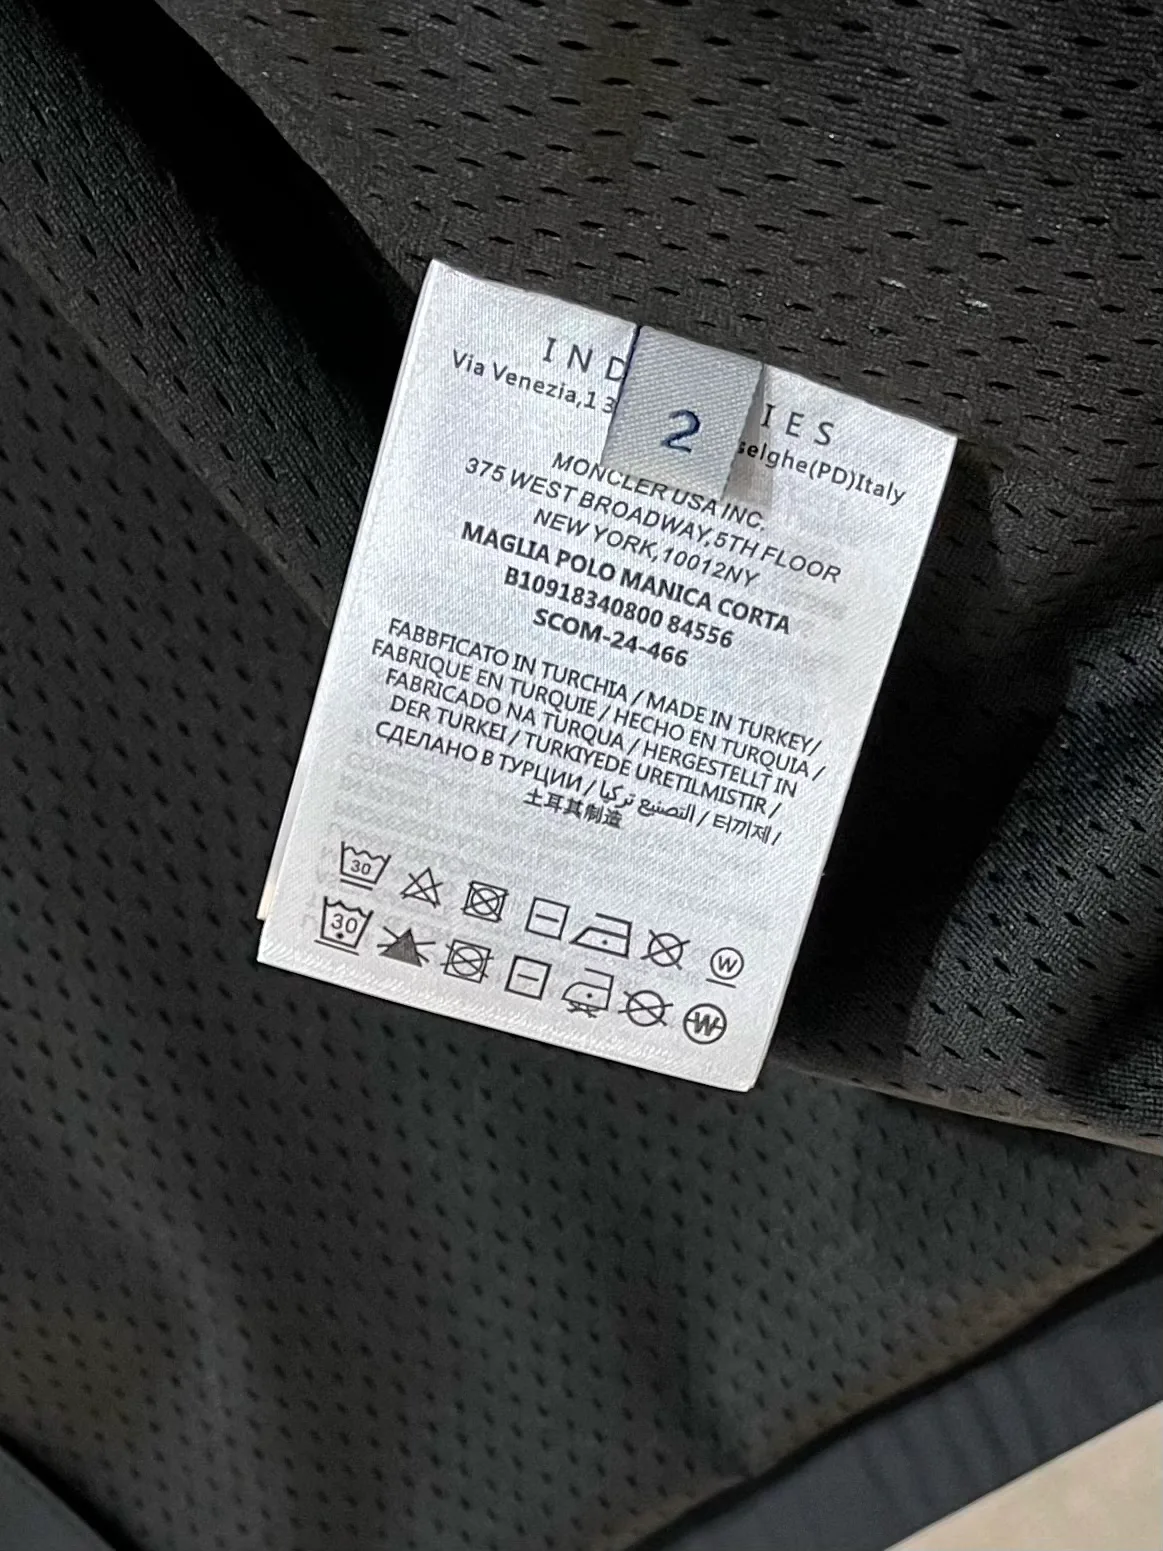 IND IES
Via Venezia,1 3 selghe(PD)Italy
2
MONCLER USA INC.
375 WEST BROADWAY,5TH FLOOR
NEW YORK,10012NY
MAGLIA POLO MANICA CORTA
B10918340800 84556
SCOM-24-466
FABBFICATO IN TURCHIA / MADE IN TURKEY/
FABRIQUE EN TURQUIE / HECHO EN TURQUIA /
FABRICADO NA TURQUA / HERGESTELLT IN
DER TURKEI / TURKIYEDE URETILMISTIR /
СДЕЛАНО В ТУРЦИИ / التصنيع تركيا / 터끼제 /
土耳其制造
30 W
30 W